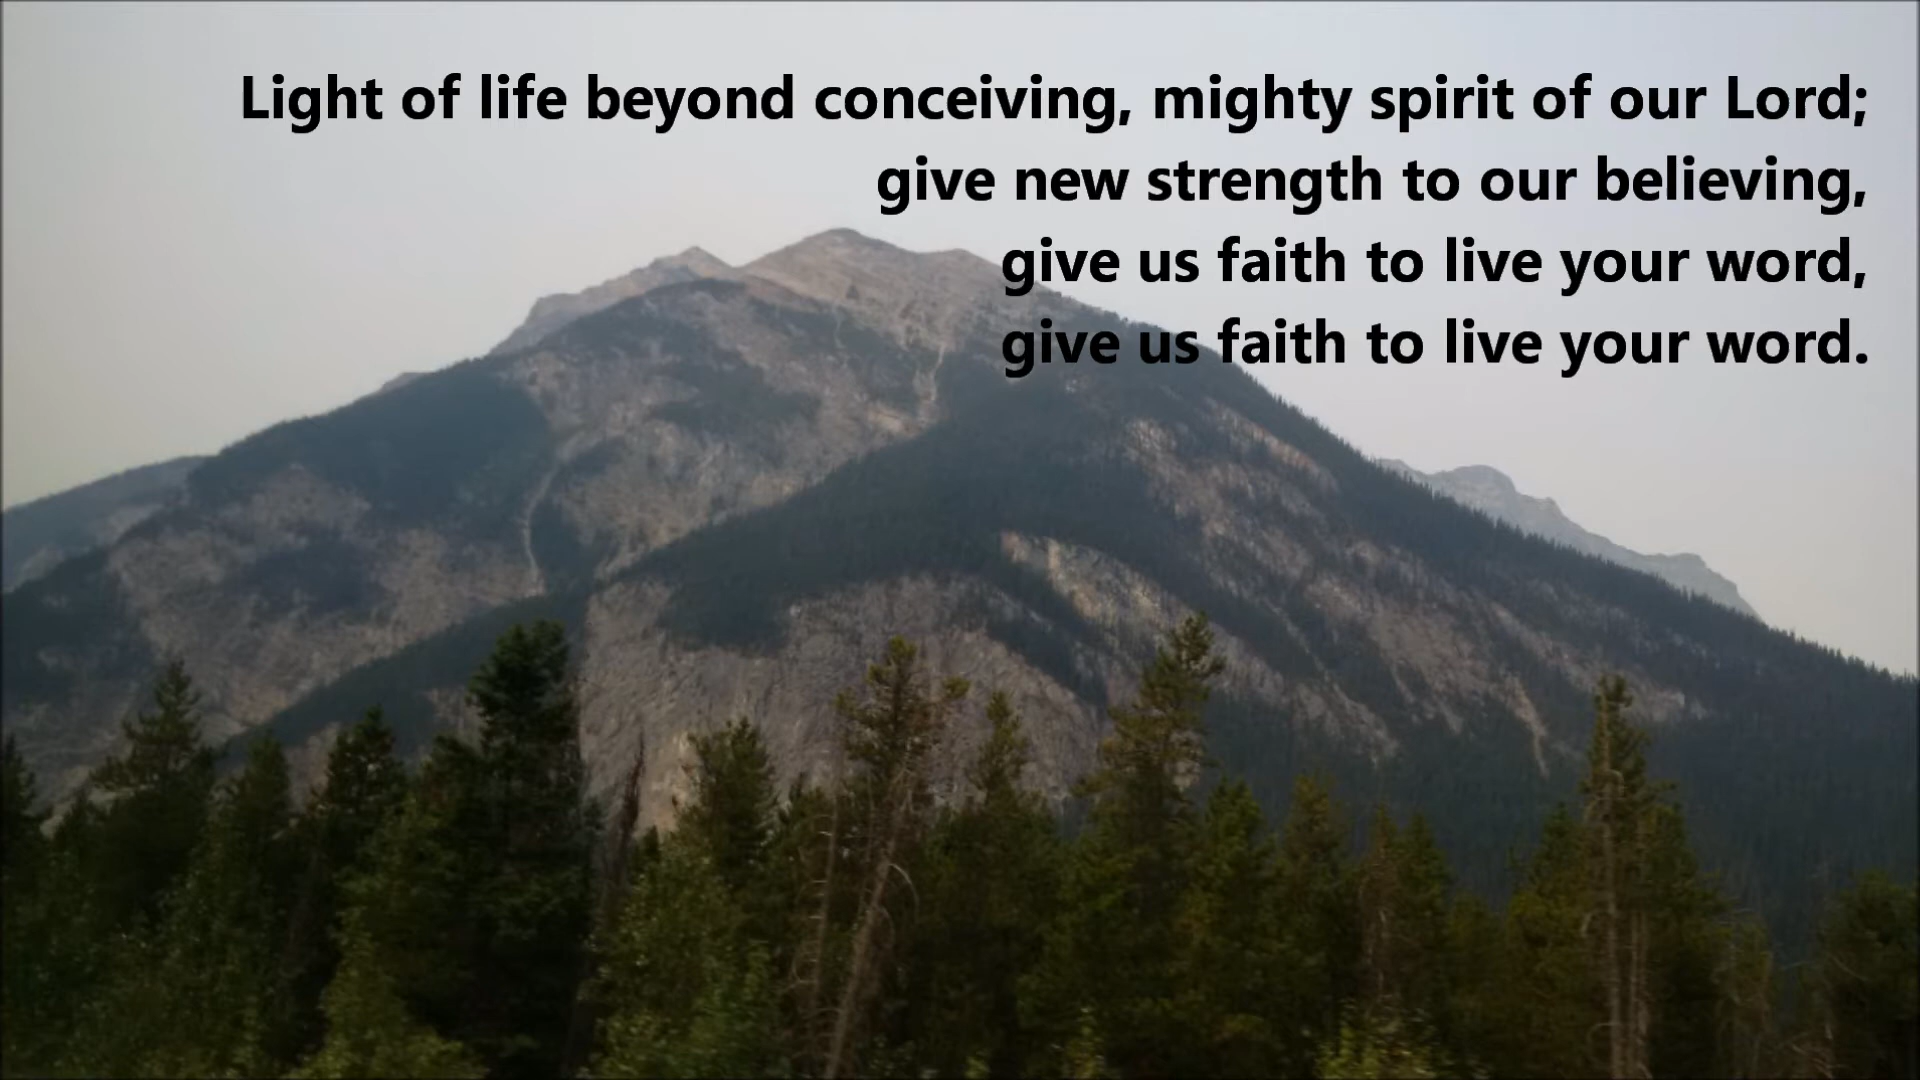 Light of life beyond conceiving, mighty spirit of our Lord;
give new strength to our believing,
give us faith to live your word,
give us faith to live your word.